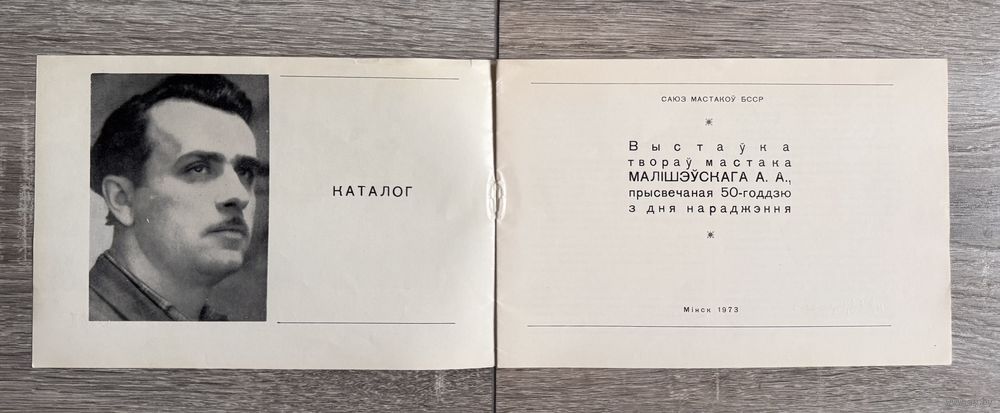 КАТАЛОГ
САЮЗ МАСТАКОЎ БССР
Выстаўка
твораў мастака
МАЛІШЭЎСКАГА А. А.,
прысвечаная 50-годдзю
з дня нараджэння
Мінск 1973